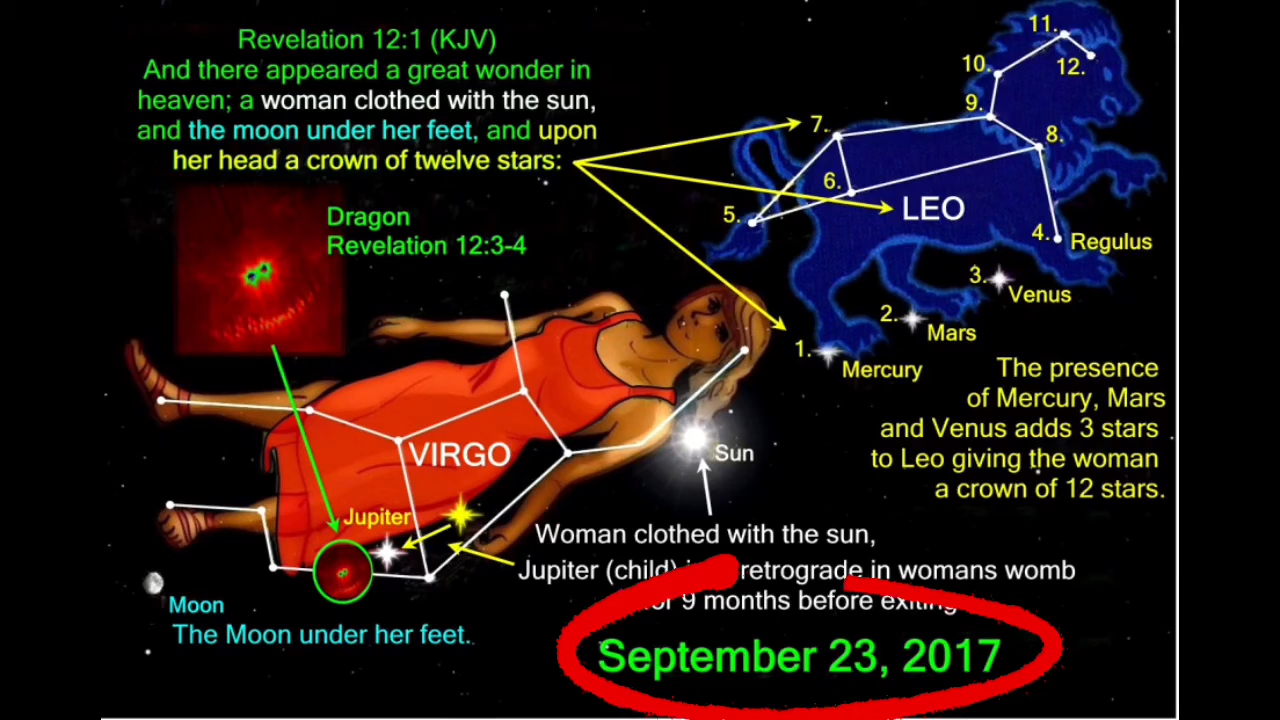 Revelation 12:1 (KJV)
And there appeared a great wonder in
heaven; a woman clothed with the sun,
and the moon under her feet, and upon
her head a crown of twelve stars:
Dragon
Revelation 12:3-4
11.
12.
10.
9.
8.
7.
6.
5.
LEO
4.
Regulus
3.
Venus
2.
Mars
1.
Mercury
The presence
of Mercury, Mars
and Venus adds 3 stars
to Leo giving the woman
a crown of 12 stars.
VIRGO
Sun
Jupiter
Woman clothed with the sun,
Jupiter (child) retrograde in womans womb
9 months before exiting
Moon
The Moon under her feet.
September 23, 2017